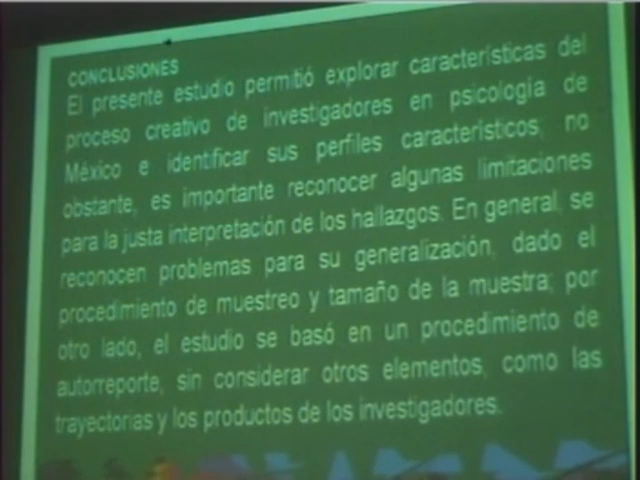 CONCLUSIONES
El presente estudio permitió explorar características del
proceso creativo de investigadores en psicología de
México e identificar sus perfiles característicos; no
obstante, es importante reconocer algunas limitaciones
para la justa interpretación de los hallazgos. En general, se
reconocen problemas para su generalización, dado el
procedimiento de muestreo y tamaño de la muestra; por
otro lado, el estudio se basó en un procedimiento de
autorreporte, sin considerar otros elementos, como las
trayectorias y los productos de los investigadores.